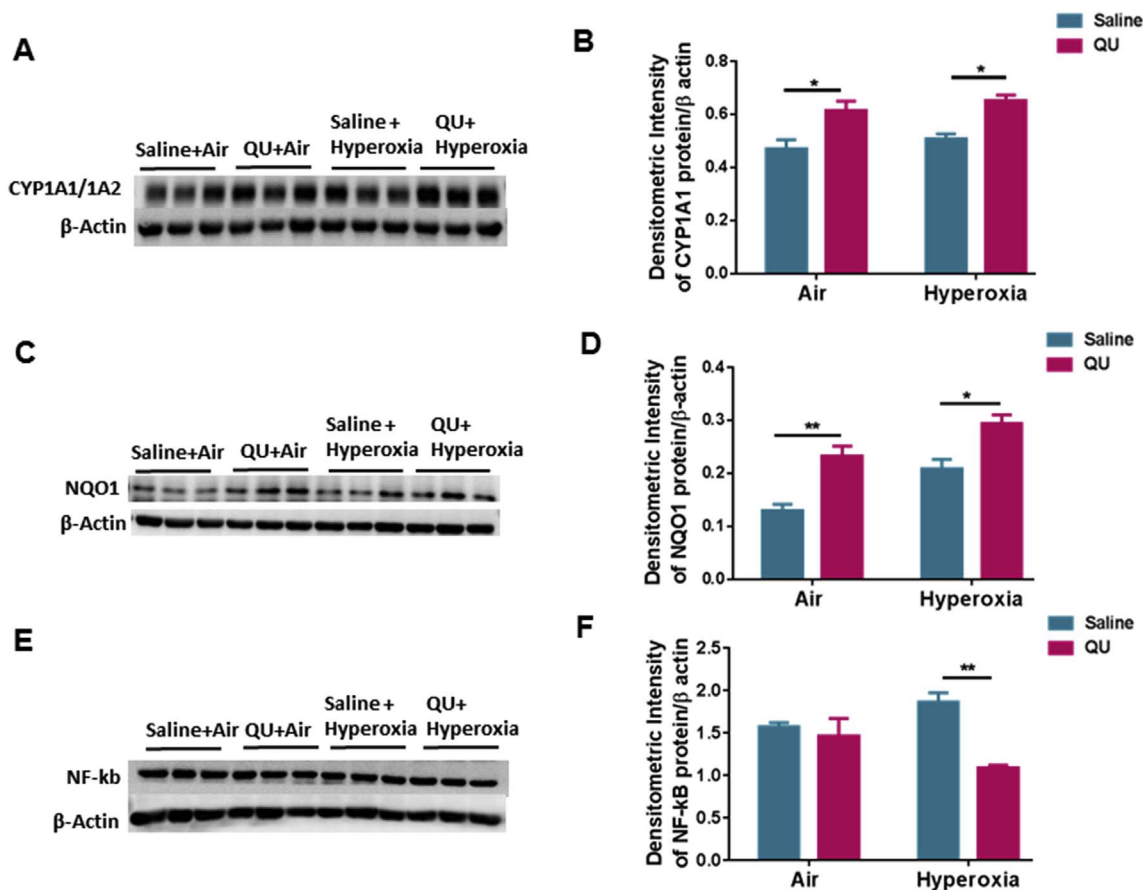 A
Saline+Air
QU+Air
Saline+
Hyperoxia
QU+
Hyperoxia
CYP1A1/1A2
β-Actin
B
Saline
QU
Densitometric Intensity
of CYP1A1 protein/β actin
0.8
0.6
0.4
0.2
0.0
*
*
Air
Hyperoxia
C
Saline+Air
QU+Air
Saline+
Hyperoxia
QU+
Hyperoxia
NQO1
β-Actin
D
Saline
QU
Densitometric Intensity
of NQO1 protein/β-actin
0.4
0.3
0.2
0.1
0.0
**
*
Air
Hyperoxia
E
Saline+Air
QU+Air
Saline+
Hyperoxia
QU+
Hyperoxia
NF-kb
β-Actin
F
Saline
QU
Densitometric Intensity
of NF-kB protein/β actin
2.5
2.0
1.5
1.0
0.5
0.0
**
Air
Hyperoxia